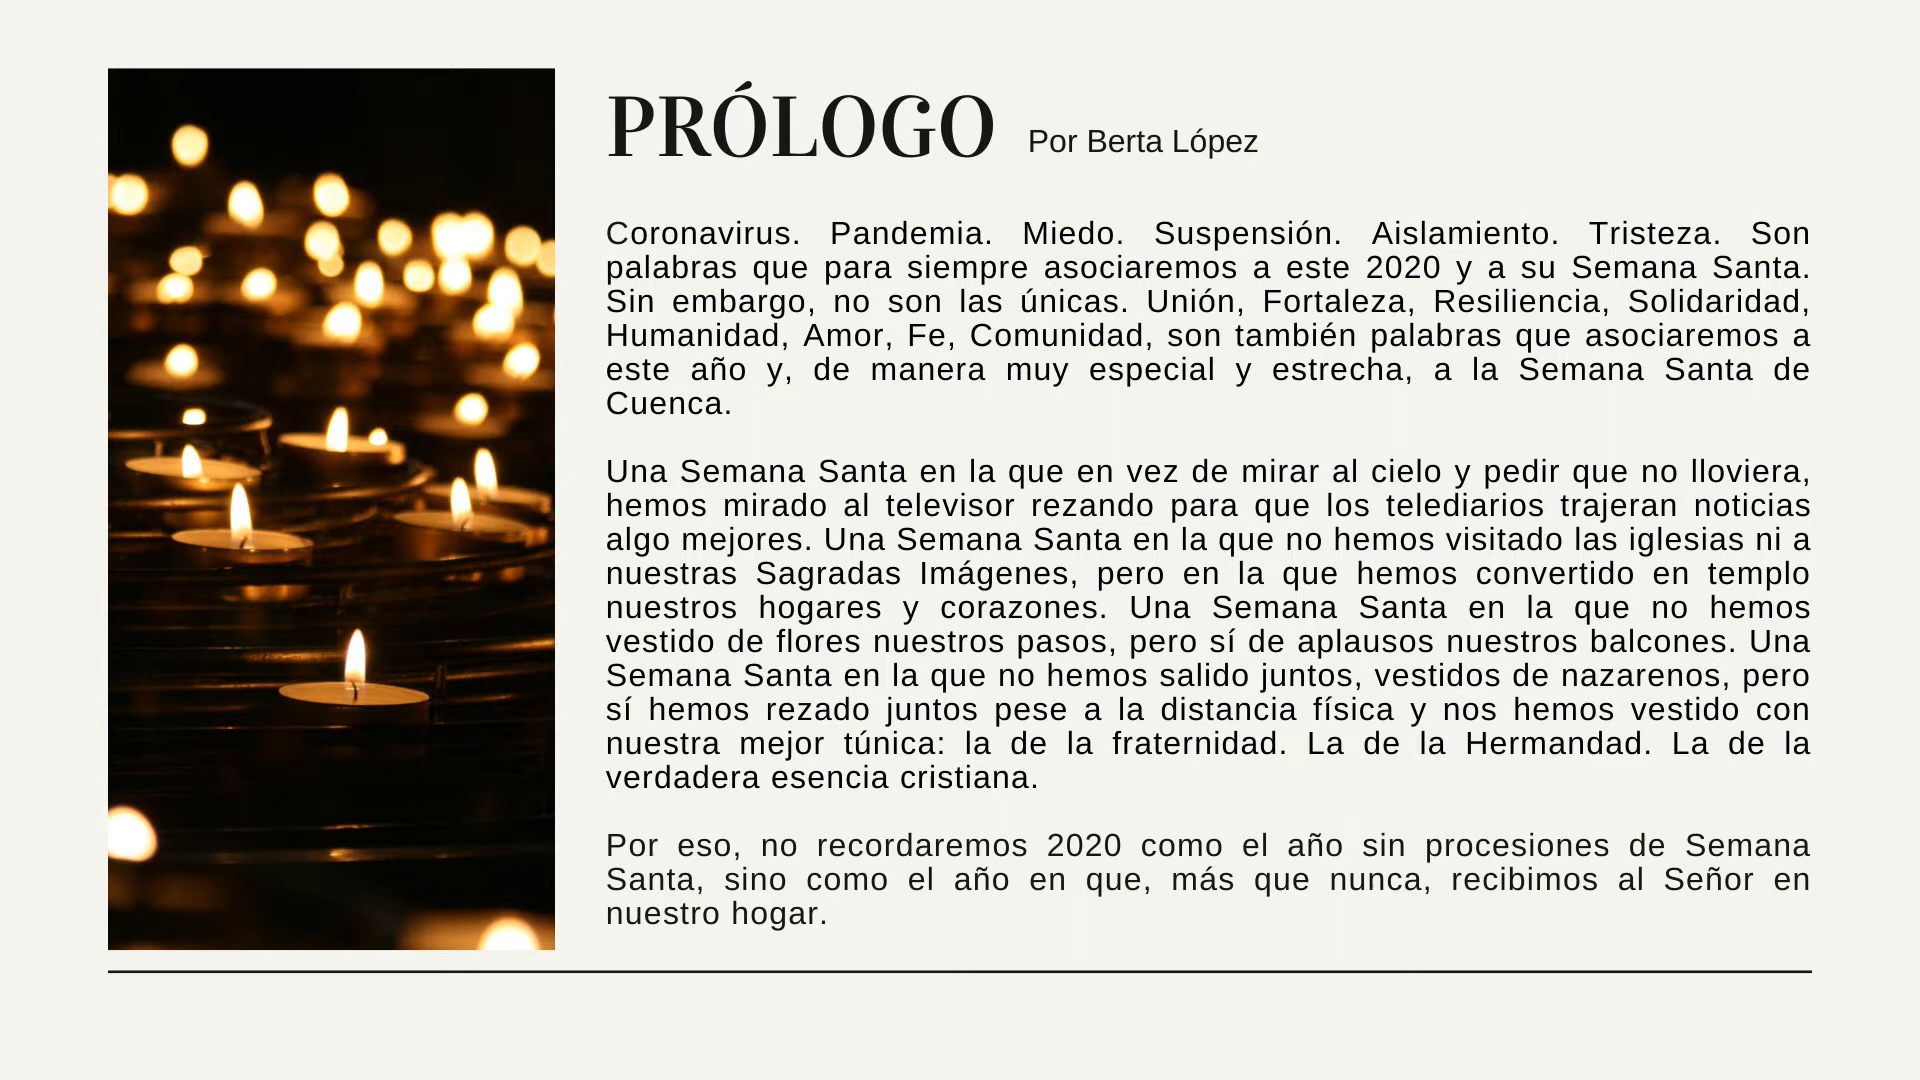 PRÓLOGO Por Berta López
Coronavirus. Pandemia. Miedo. Suspensión. Aislamiento. Tristeza. Son
palabras que para siempre asociaremos a este 2020 y a su Semana Santa.
Sin embargo, no son las únicas. Unión, Fortaleza, Resiliencia, Solidaridad,
Humanidad, Amor, Fe, Comunidad, son también palabras que asociaremos a
este año y, de manera muy especial y estrecha, a la Semana Santa de
Cuenca.
Una Semana Santa en la que en vez de mirar al cielo y pedir que no lloviera,
hemos mirado al televisor rezando para que los telediarios trajeran noticias
algo mejores. Una Semana Santa en la que no hemos visitado las iglesias ni a
nuestras Sagradas Imágenes, pero en la que hemos convertido en templo
nuestros hogares y corazones. Una Semana Santa en la que no hemos
vestido de flores nuestros pasos, pero sí de aplausos nuestros balcones. Una
Semana Santa en la que no hemos salido juntos, vestidos de nazarenos, pero
sí hemos rezado juntos pese a la distancia física y nos hemos vestido con
nuestra mejor túnica: la de la fraternidad. La de la Hermandad. La de la
verdadera esencia cristiana.
Por eso, no recordaremos 2020 como el año sin procesiones de Semana
Santa, sino como el año en que, más que nunca, recibimos al Señor en
nuestro hogar.